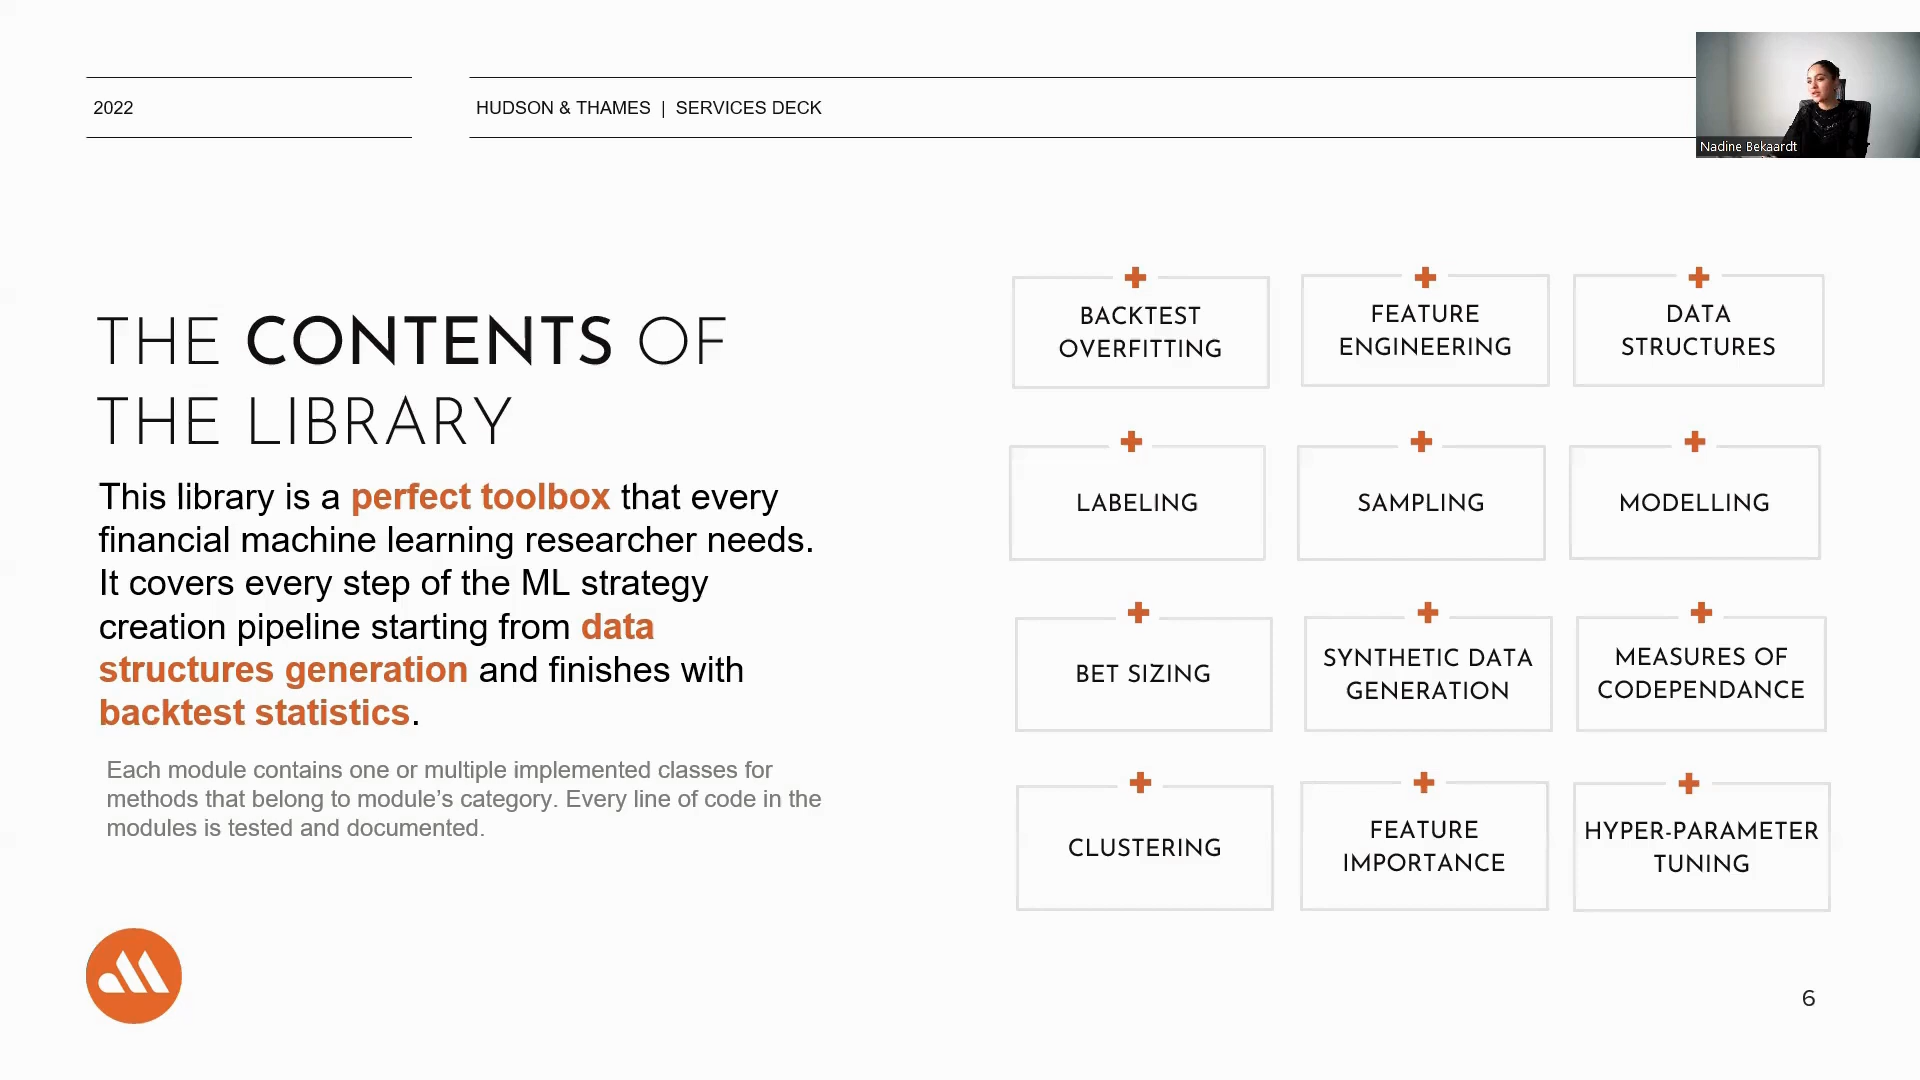 2022
HUDSON & THAMES | SERVICES DECK
Nadine Bekaardt
THE CONTENTS OF
THE LIBRARY
This library is a perfect toolbox that every
financial machine learning researcher needs.
It covers every step of the ML strategy
creation pipeline starting from data
structures generation and finishes with
backtest statistics.
Each module contains one or multiple implemented classes for
methods that belong to module’s category. Every line of code in the
modules is tested and documented.
BACKTEST
OVERFITTING
FEATURE
ENGINEERING
DATA
STRUCTURES
LABELING
SAMPLING
MODELLING
BET SIZING
SYNTHETIC DATA
GENERATION
MEASURES OF
CODEPENDANCE
CLUSTERING
FEATURE
IMPORTANCE
HYPER-PARAMETER
TUNING
6